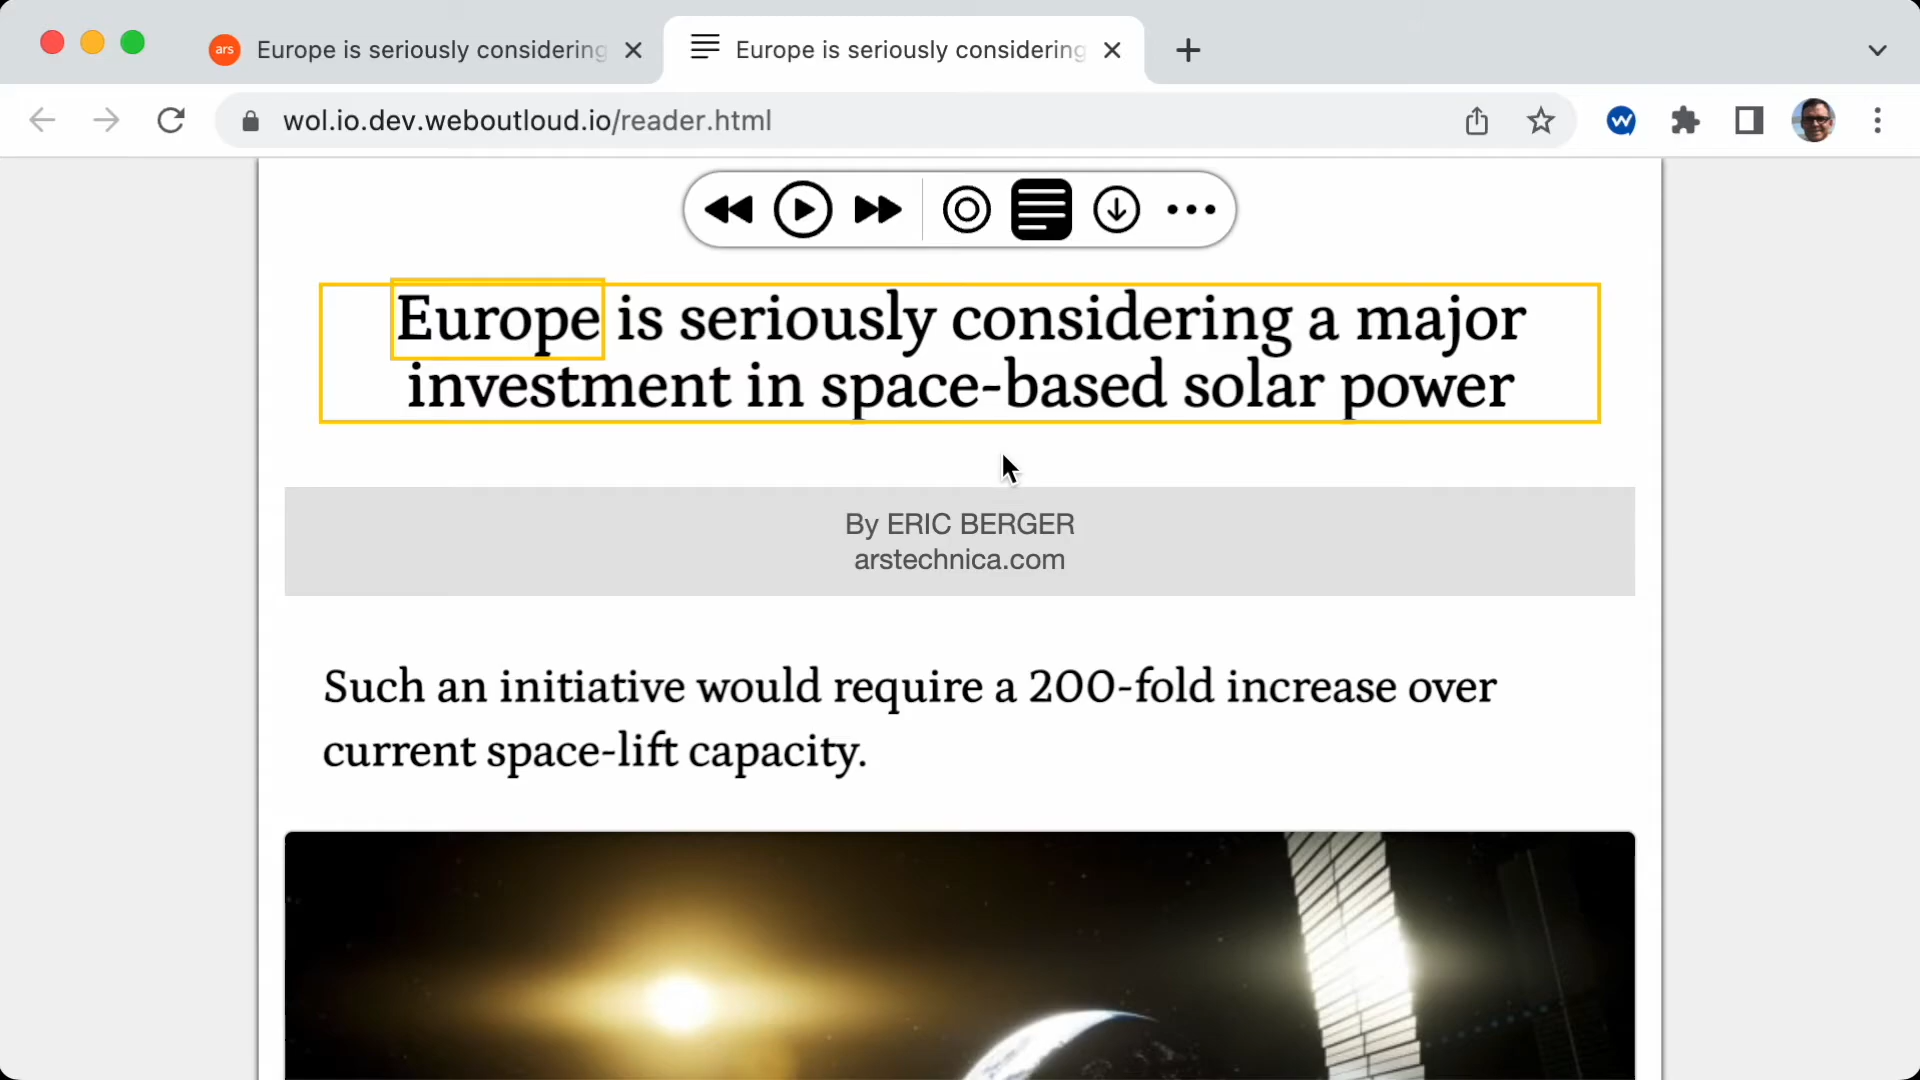 ars Europe is seriously considering Europe is seriously considering
wol.io.dev.weboutloud.io/reader.html W
Europe is seriously considering a major
investment in space-based solar power
By ERIC BERGER
arstechnica.com
Such an initiative would require a 200-fold increase over
current space-lift capacity.